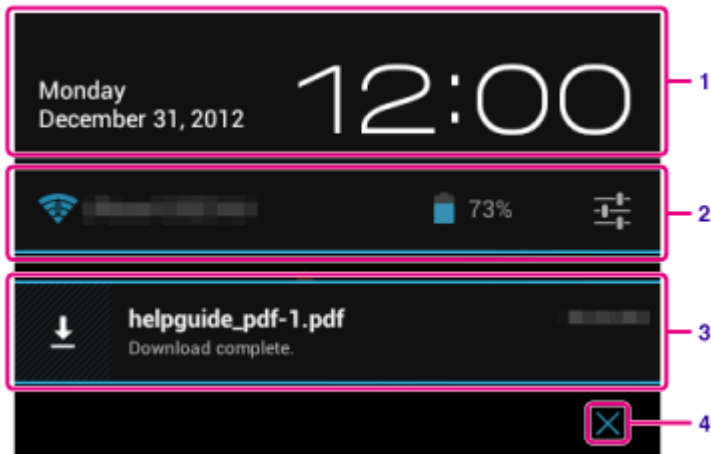 Monday
December 31, 2012
12:00
1
73%
2
helpguide_pdf-1.pdf
Download complete.
3
4